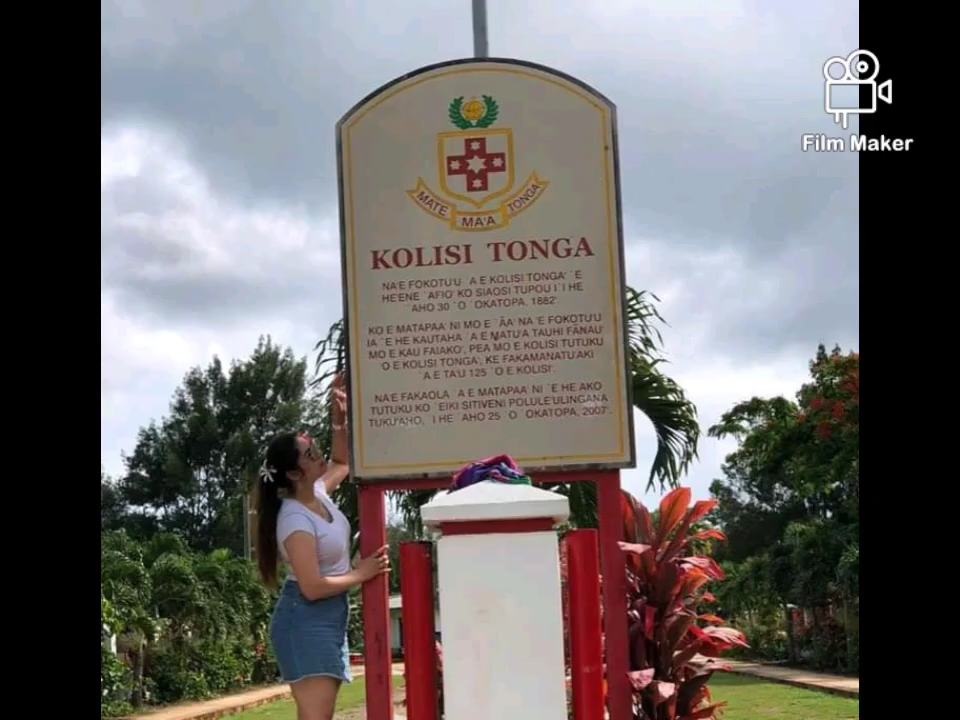 Film Maker
MATE MA'A TONGA
KOLISI TONGA
NA'E FOKOTU'U `A E KOLISI TONGA' `E
HE'ENE `AFIO' KO SIAOSI TUPOU I `I HE
`AHO 30 `O `OKATOPA, 1882'.
KO E MATAPAA' NI MO E `ĀA' NA'E FOKOTU'U
IA `E HE KAUTAHA `A E MATU'A TAUHI FĀNAU'
MO E KAU FAIAKO', PEA MO E KOLISI TUTUKU
`O E KOLISI TONGA', KE FAKAMANATU'AKI
`A E TA'U 125 `O E KOLISI'.
NA'E FAKAOLA `A E MATAPAA' NI `E HE AKO
TUTUKU KO `EIKI SITIVENI POLULE'ULINGANA
TUKU'AHO, `I HE `AHO 25 `O `OKATOPA, 2007'.